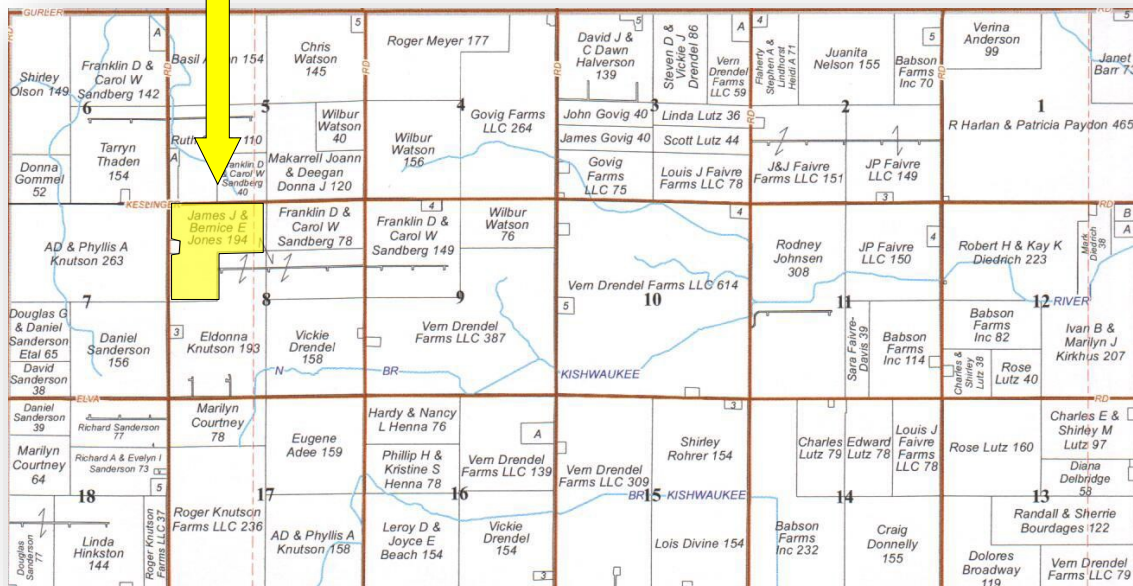 GURLER
RD
RD
5
Shirley
Olson 149
Franklin D &
Carol W
Sandberg 142
A
6
Tarryn
Thaden
154
Donna
Gommel
52
RD
Basil
154
5
Chris
Watson
145
5
Wilbur
Watson
40
Ruth
110
A
Franklin D
& Carol W
Sandberg
40
Makarrell Joann
& Deegan
Donna J 120
RD
Roger Meyer 177
4
Govig Farms
LLC 264
Wilbur
Watson
156
5
David J &
C Dawn
Halverson
139
Steven D &
Vickie J
Drendel 86
A
Vern
Drendel
Farms
LLC 59
3
John Govig 40
Linda Lutz 36
James Govig 40
Scott Lutz 44
Govig
Farms
LLC 75
Louis J Faivre
Farms LLC 78
RD
4
Flaherty
Stephen A &
Lundhorst
Heidi A 71
Juanita
Nelson 155
5
Babson
Farms
Inc 70
2
J&J Faivre
Farms LLC 151
JP Faivre
LLC 149
3
Verina
Anderson
99
Janet
Barr 73
1
R Harlan & Patricia Paydon 465
KESLINGER
RD
RD
AD & Phyllis A
Knutson 263
7
Douglas G
& Daniel
Sanderson
Etal 65
David
Sanderson
38
Daniel
Sanderson
156
James J &
Bernice E
Jones 194
Franklin D &
Carol W
Sandberg 78
N
8
3
Eldonna
Knutson 193
Vickie
Drendel
158
N
BR
KISHWAUKEE
RIVER
4
Franklin D &
Carol W
Sandberg 149
Wilbur
Watson
76
9
Vern Drendel
Farms LLC 387
4
Vern Drendel Farms LLC 614
10
5
Rodney
Johnsen
308
JP Faivre
LLC 150
4
11
Sara Faivre-
Davis 39
Babson
Farms
Inc 114
Robert H & Kay K
Diedrich 223
Mark
Diedrich
38
B
A
12
Babson
Farms
Inc 82
Charles &
Shirley
Lutz 38
Rose
Lutz 40
Ivan B &
Marilyn J
Kirkhus 207
ELVA
RD
Daniel
Sanderson
39
Richard Sanderson
77
Marilyn
Courtney
64
Richard A & Evelyn I
Sanderson 73
5
18
Douglas
Sanderson
77
Linda
Hinkston
144
Roger Knutson
Farms LLC 37
Marilyn
Courtney
78
Eugene
Adee 159
17
Roger Knutson
Farms LLC 236
AD & Phyllis A
Knutson 158
Hardy & Nancy
L Henna 76
A
Phillip H &
Kristine S
Henna 78
Vern Drendel
Farms LLC 139
16
Leroy D &
Joyce E
Beach 154
Vickie
Drendel
154
3
3
Shirley
Rohrer 154
Vern Drendel
Farms LLC 309
15
BR
KISHWAUKEE
Lois Divine 154
Charles
Lutz 79
Edward
Lutz 78
Louis J
Faivre
Farms
LLC 78
14
Babson
Farms
Inc 232
Craig
Donnelly
155
Rose Lutz 160
Charles E &
Shirley M
Lutz 97
Diana
Delbridge
58
13
Randall & Sherrie
Bourdages 122
Dolores
Broadway
119
Vern Drendel
Farms LLC 79